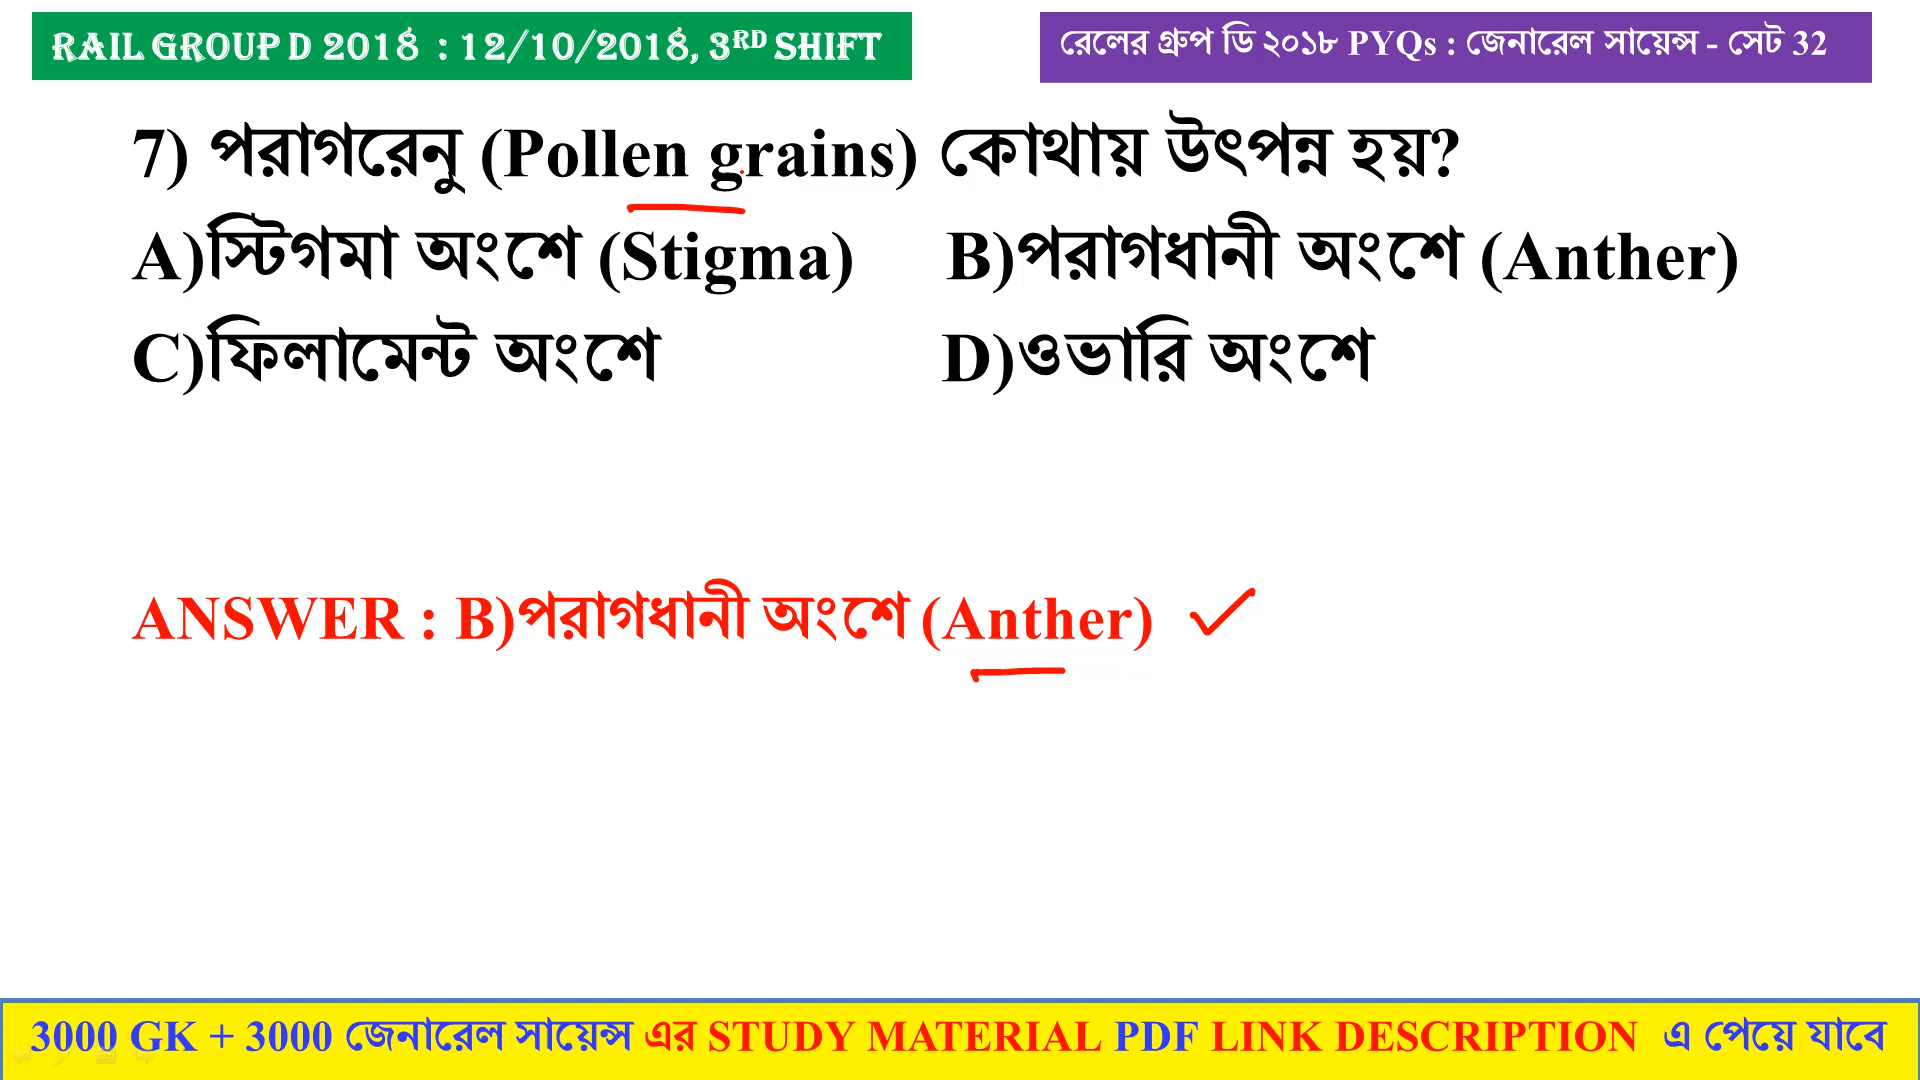 RAIL GROUP D 2018 : 12/10/2018, 3RD SHIFT
রেলের গ্রুপ ডি ২০১৮ PYQs : জেনারেল সায়েন্স - সেট 32
7) পরাগরেনু (Pollen grains) কোথায় উৎপন্ন হয়?
A)স্টিগমা অংশে (Stigma) B)পরাগধানী অংশে (Anther)
C)ফিলামেন্ট অংশে D)ওভারি অংশে
ANSWER : B)পরাগধানী অংশে (Anther)
3000 GK + 3000 জেনারেল সায়েন্স এর STUDY MATERIAL PDF LINK DESCRIPTION এ পেয়ে যাবে